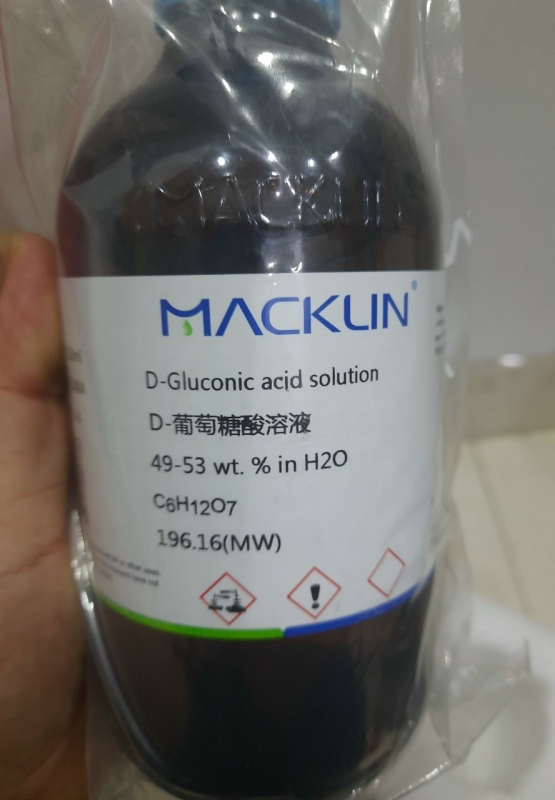 MACKLIN
MACKLIN®
D-Gluconic acid solution
D-葡萄糖酸溶液
49-53 wt. % in H2O
C6H12O7
196.16(MW)